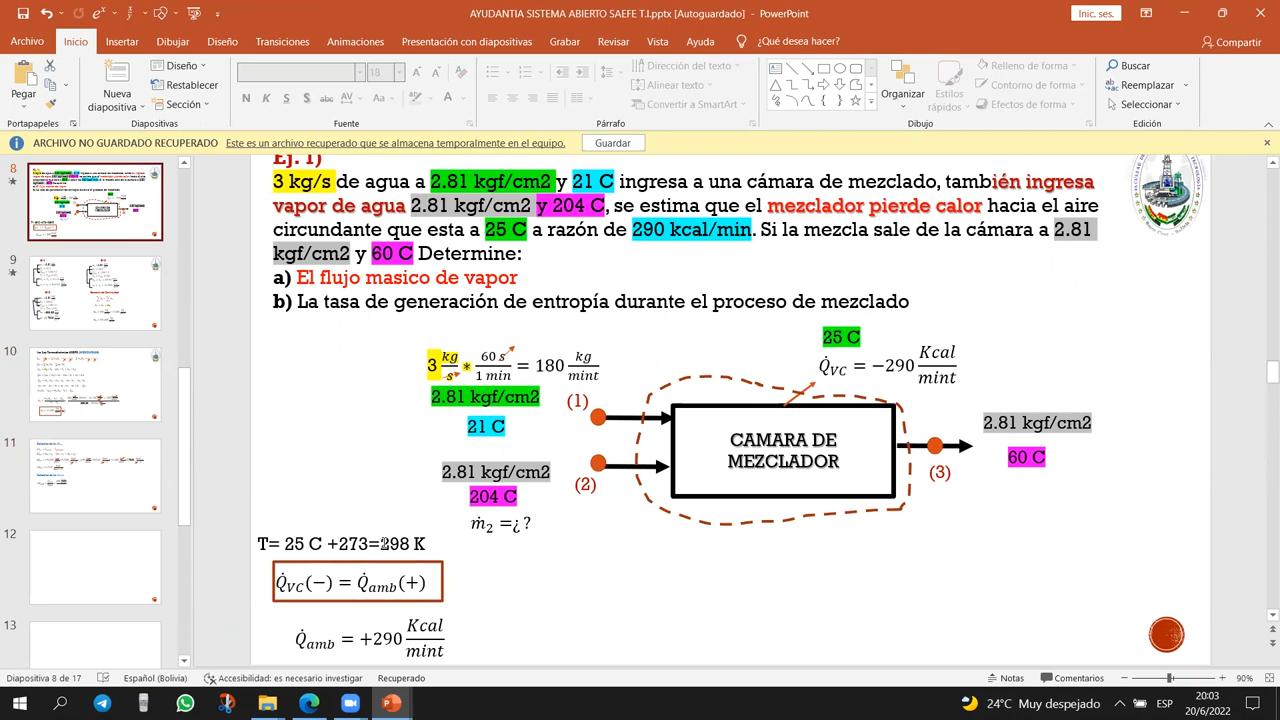 AYUDANTIA SISTEMA ABIERTO SAEFE T.I.pptx [Autoguardado] - PowerPoint
Inic. ses.
Archivo Inicio Insertar Dibujar Diseño Transiciones Animaciones Presentación con diapositivas Grabar Revisar Vista Ayuda ¿Qué desea hacer? Compartir
Pegar
Nueva diapositiva
Diseño
Restablecer
Sección
18
N K S abc AV Aa A
Dirección del texto
Alinear texto
Convertir a SmartArt
Organizar
Estilos rápidos
Relleno de forma
Contorno de forma
Efectos de forma
Buscar
Reemplazar
Seleccionar
Portapapeles Diapositivas Fuente Párrafo Dibujo Edición
ARCHIVO NO GUARDADO RECUPERADO Este es un archivo recuperado que se almacena temporalmente en el equipo. Guardar
8
9
10
11
12
13
Ej. 1)
3 kg/s de agua a 2.81 kgf/cm2 y 21 C ingresa a una cámara de mezclado, también ingresa
vapor de agua 2.81 kgf/cm2 y 204 C, se estima que el mezclador pierde calor hacia el aire
circundante que esta a 25 C a razón de 290 kcal/min. Si la mezcla sale de la cámara a 2.81
kgf/cm2 y 60 C Determine:
a) El flujo masico de vapor
b) La tasa de generación de entropía durante el proceso de mezclado
25 C
3 kg/s * 60 s/1 min = 180 kg/mint
Q̇VC = −290 Kcal/mint
2.81 kgf/cm2
(1)
21 C
CAMARA DE
MEZCLADOR
2.81 kgf/cm2
60 C
(3)
2.81 kgf/cm2
(2)
204 C
ṁ2 =¿?
T= 25 C +273=298 K
Q̇VC(−) = Q̇amb(+)
Q̇amb = +290 Kcal/mint
Diapositiva 8 de 17 Español (Bolivia) Accesibilidad: es necesario investigar Recuperado Notas Comentarios 90%
24°C Muy despejado ESP 20:03
20/6/2022